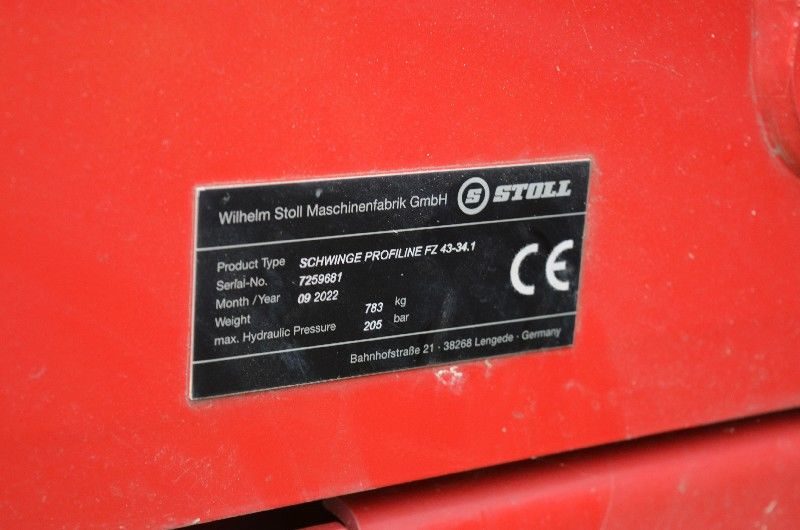 Wilhelm Stoll Maschinenfabrik GmbH S STOLL
Product Type SCHWINGE PROFILINE FZ 43-34.1
Serial-No. 7259681
Month / Year 09 2022
Weight 783 kg
max. Hydraulic Pressure 205 bar
CE
Bahnhofstraße 21 · 38268 Lengede · Germany